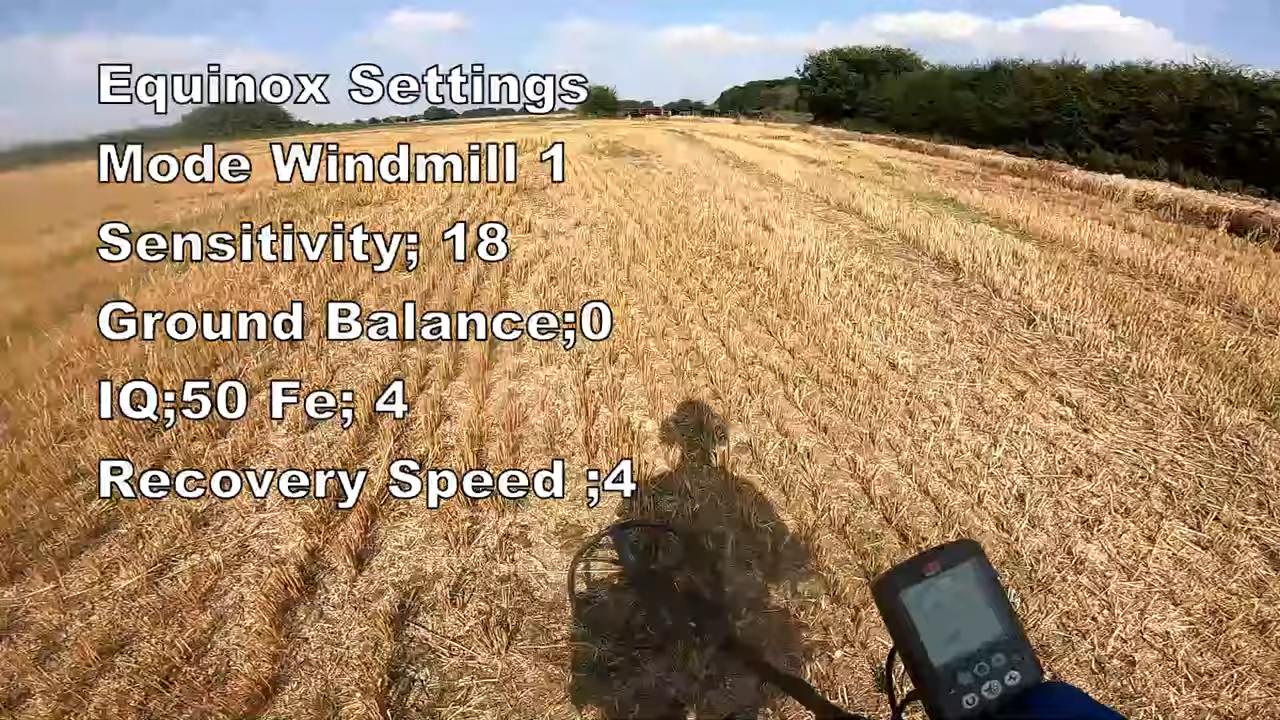 Equinox Settings
Mode Windmill 1
Sensitivity; 18
Ground Balance;0
IQ;50 Fe; 4
Recovery Speed ;4